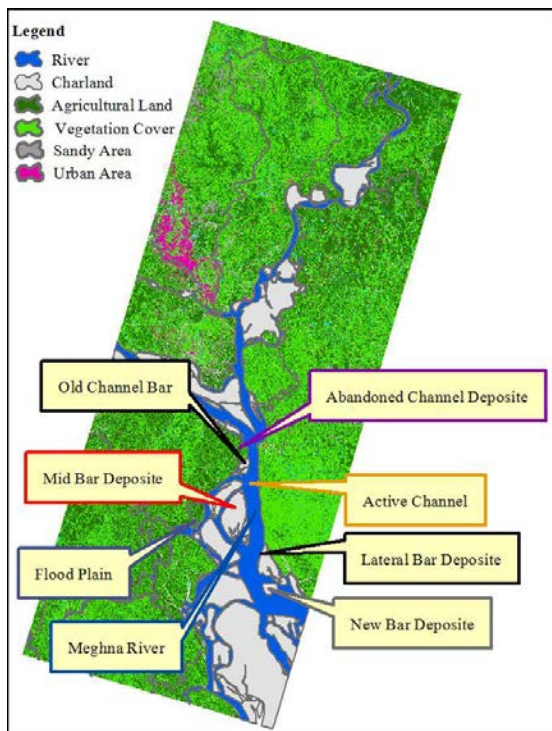 Legend
River
Charland
Agricultural Land
Vegetation Cover
Sandy Area
Urban Area
Old Channel Bar
Abandoned Channel Deposite
Mid Bar Deposite
Active Channel
Flood Plain
Lateral Bar Deposite
Meghna River
New Bar Deposite